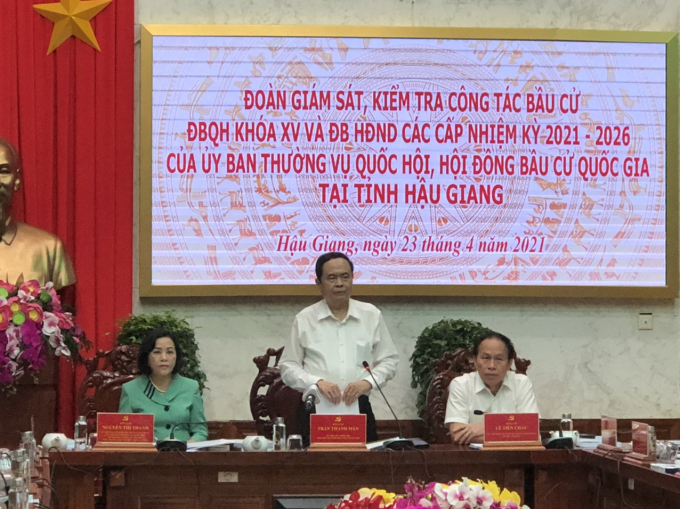 ĐOÀN GIÁM SÁT, KIỂM TRA CÔNG TÁC BẦU CỬ
ĐBQH KHÓA XV VÀ ĐB HĐND CÁC CẤP NHIỆM KỲ 2021 - 2026
CỦA ỦY BAN THƯỜNG VỤ QUỐC HỘI, HỘI ĐỒNG BẦU CỬ QUỐC GIA
TẠI TỈNH HẬU GIANG
Hậu Giang, ngày 23 tháng 4 năm 2021
NGUYỄN THỊ THANH
TRẦN THANH MẪN
LÊ TIẾN CHÂU